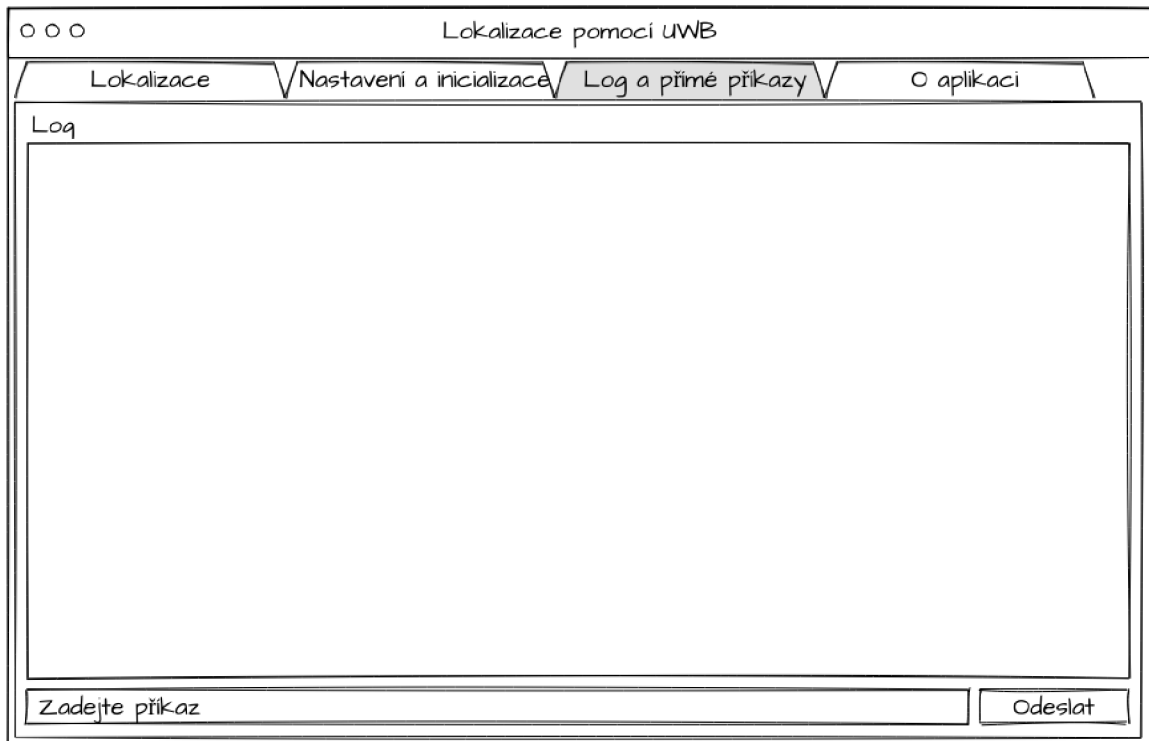 Lokalizace pomocí UWB
Lokalizace
Nastavení a inicializace
Log a přímé příkazy
O aplikaci
Log
Zadejte příkaz
Odeslat